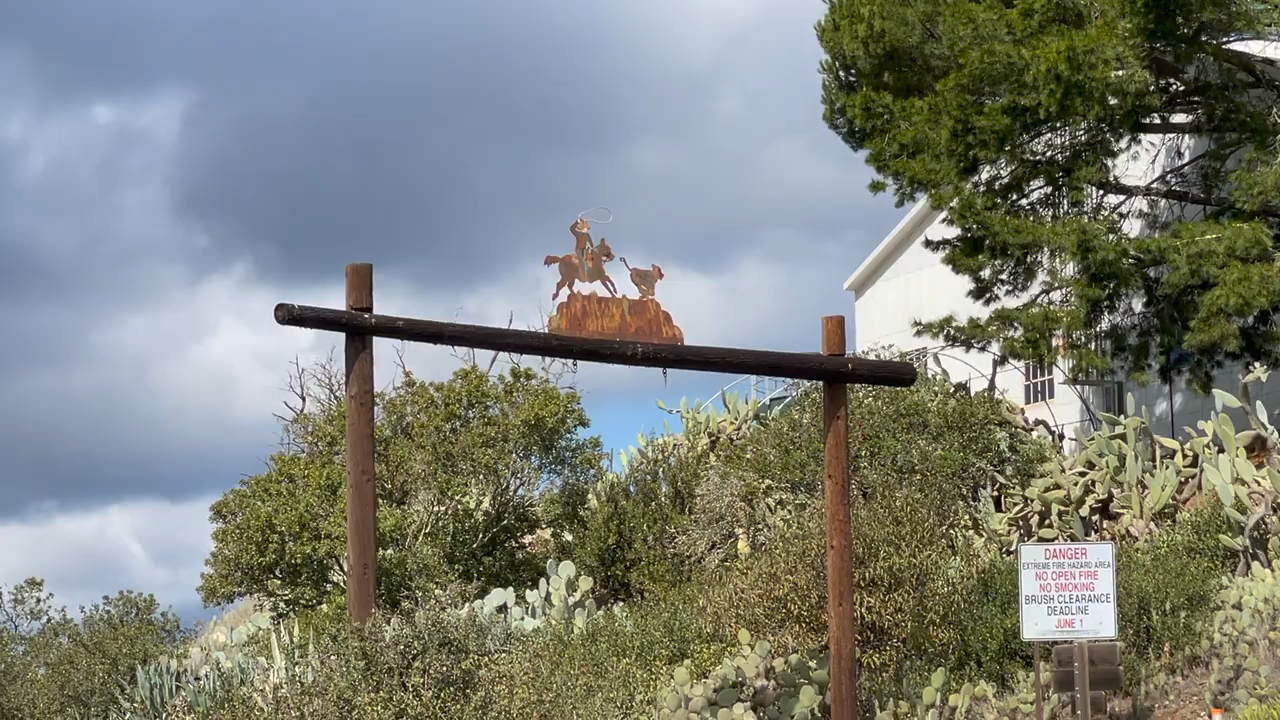 DANGER
EXTREME FIRE HAZARD AREA
NO OPEN FIRE
NO SMOKING
BRUSH CLEARANCE
DEADLINE
JUNE 1